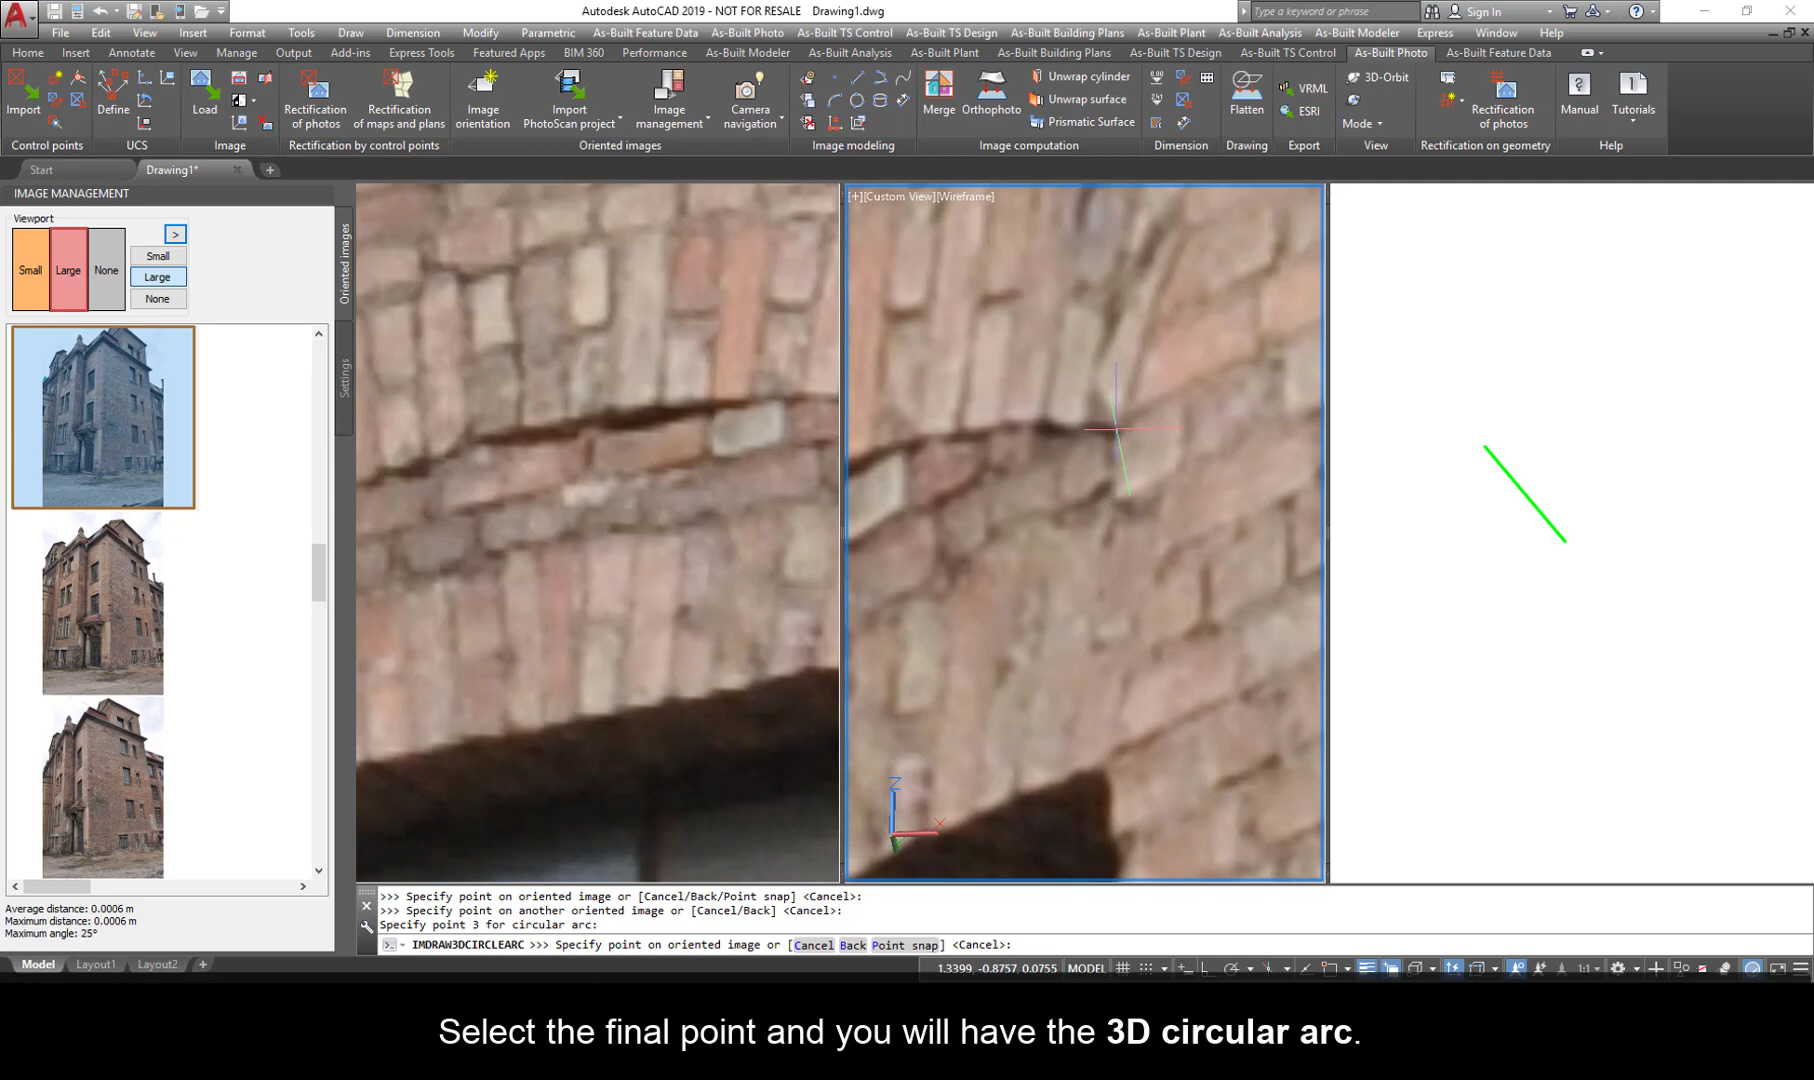 Autodesk AutoCAD 2019 - NOT FOR RESALE Drawing1.dwg
Type a keyword or phrase
Sign In
File Edit View Insert Format Tools Draw Dimension Modify Parametric As-Built Feature Data As-Built Photo As-Built TS Control As-Built TS Design As-Built Building Plans As-Built Plant As-Built Analysis As-Built Modeler Express Window Help
Home Insert Annotate View Manage Output Add-ins Express Tools Featured Apps BIM 360 Performance As-Built Modeler As-Built Analysis As-Built Plant As-Built Building Plans As-Built TS Design As-Built TS Control As-Built Photo As-Built Feature Data
Import
Define
Load
Rectification of photos
Rectification of maps and plans
Image orientation
Import PhotoScan project
Image management
Camera navigation
Merge
Orthophoto
Unwrap cylinder
Unwrap surface
Prismatic Surface
Flatten
VRML
ESRI
3D-Orbit
Mode
Rectification of photos
Manual
Tutorials
Control points UCS Image Rectification by control points Oriented images Image modeling Image computation Dimension Drawing Export View Rectification on geometry Help
Start Drawing1*
IMAGE MANAGEMENT
Viewport
Small Large None
>
Small
Large
None
Oriented images
Settings
[+][Custom View][Wireframe]
Z
X
Y
Average distance: 0.0006 m
Maximum distance: 0.0006 m
Maximum angle: 25°
>>> Specify point on oriented image or [Cancel/Back/Point snap] <Cancel>:
>>> Specify point on another oriented image or [Cancel/Back] <Cancel>:
Specify point 3 for circular arc:
IMDRAW3DCIRCLEARC >>> Specify point on oriented image or [Cancel Back Point snap] <Cancel>:
Model Layout1 Layout2 +
1.3399, -0.8757, 0.0755 MODEL
1:1
Select the final point and you will have the 3D circular arc.